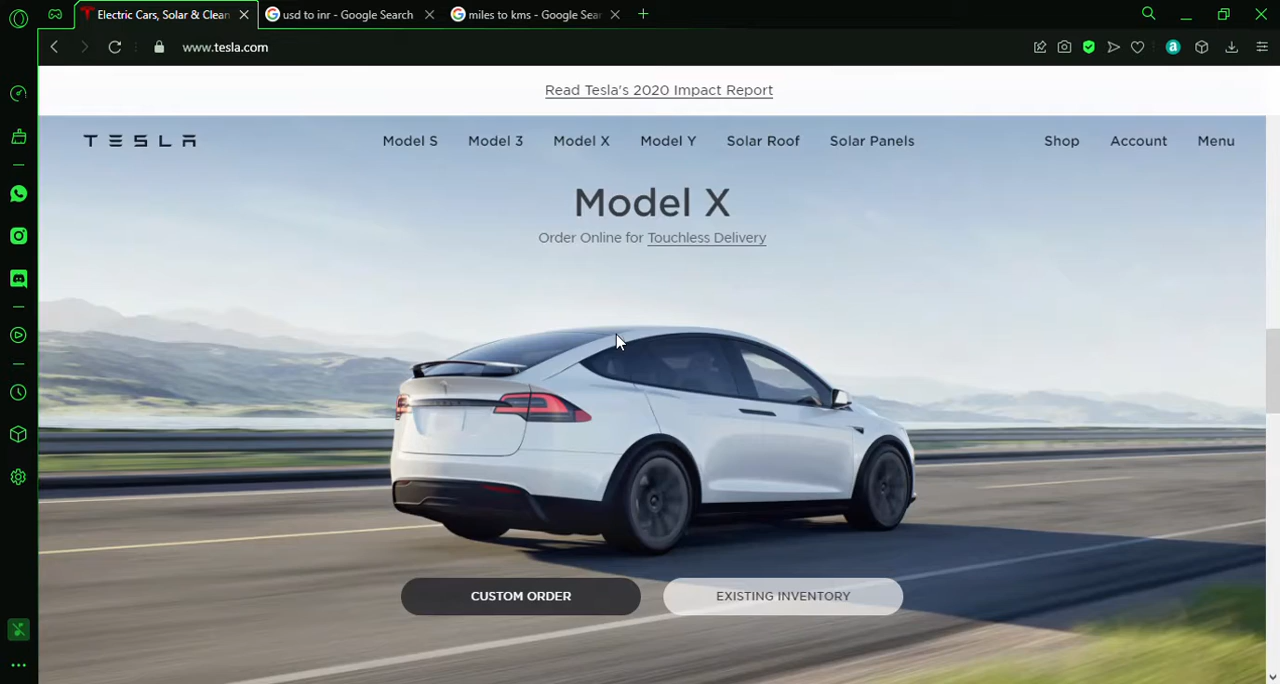 Electric Cars, Solar & Clean
usd to inr - Google Search
miles to kms - Google Sear
www.tesla.com
Read Tesla's 2020 Impact Report
TESLA Model S Model 3 Model X Model Y Solar Roof Solar Panels Shop Account Menu
Model X
Order Online for Touchless Delivery
CUSTOM ORDER EXISTING INVENTORY